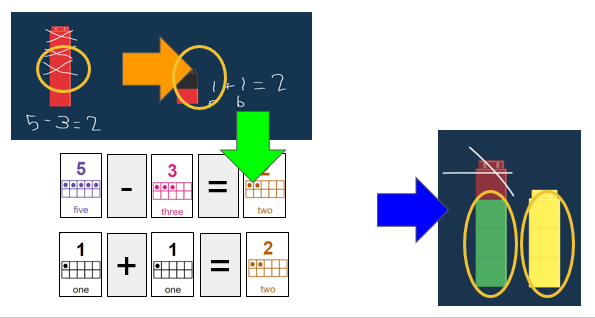 1 + 1 = 2
r b
5 - 3 = 2
5 - 3 = 2
five three two
1 + 1 = 2
one one two